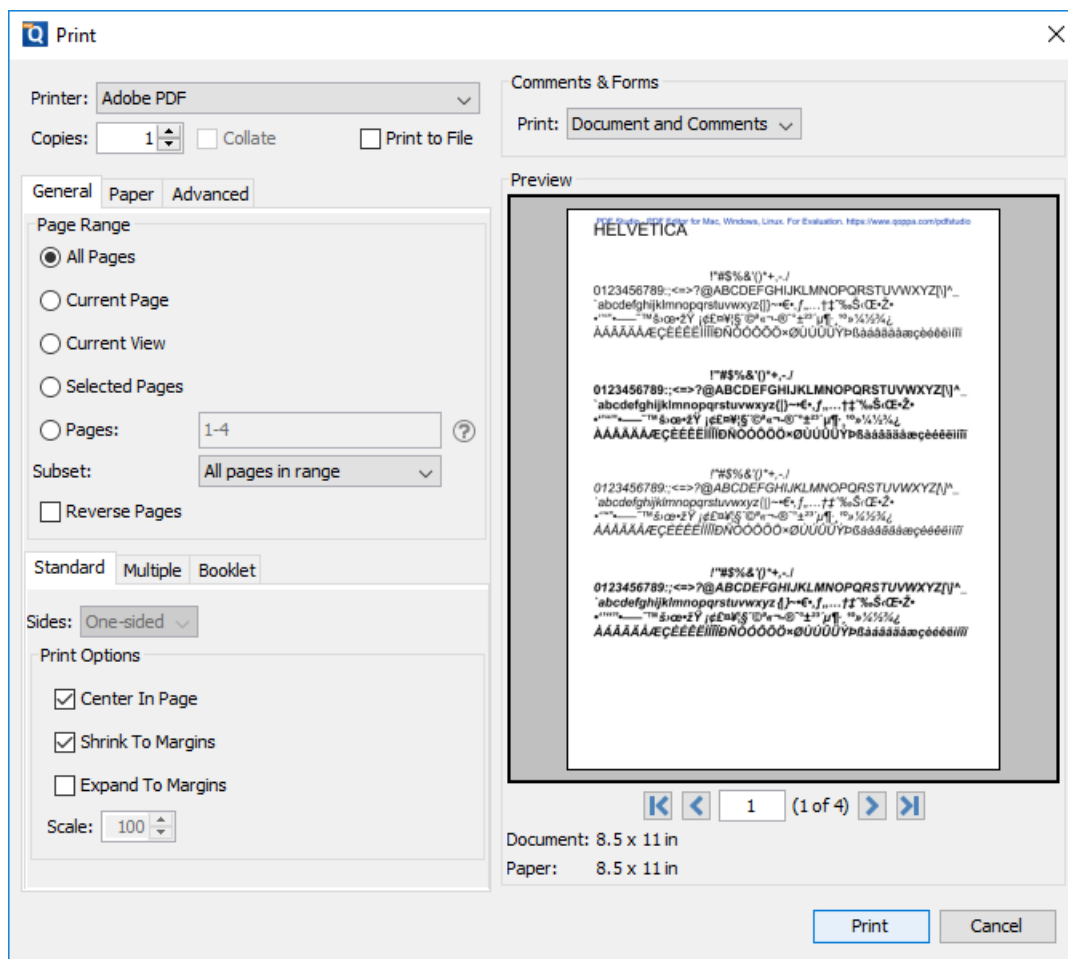 Print
Printer: Adobe PDF
Copies: 1 Collate Print to File
General Paper Advanced
Page Range
All Pages
Current Page
Current View
Selected Pages
Pages: 1-4 ?
Subset: All pages in range
Reverse Pages
Standard Multiple Booklet
Sides: One-sided
Print Options
Center In Page
Shrink To Margins
Expand To Margins
Scale: 100
Comments & Forms
Print: Document and Comments
Preview
PDF Studio - PDF Editor for Mac, Windows, Linux. For Evaluation. https://www.qoppa.com/pdfstudio
HELVETICA
!"#$%&'()*+,-./
0123456789:;<=>?@ABCDEFGHIJKLMNOPQRSTUVWXYZ[\]^_
!"#$%&'()*+,-./
0123456789:;<=>?@ABCDEFGHIJKLMNOPQRSTUVWXYZ[\]^_
!"#$%&'()*+,-./
0123456789:;<=>?@ABCDEFGHIJKLMNOPQRSTUVWXYZ[\]^_
!"#$%&'()*+,-./
0123456789:;<=>?@ABCDEFGHIJKLMNOPQRSTUVWXYZ[\]^_
1 (1 of 4)
Document: 8.5 x 11 in
Paper: 8.5 x 11 in
Print Cancel